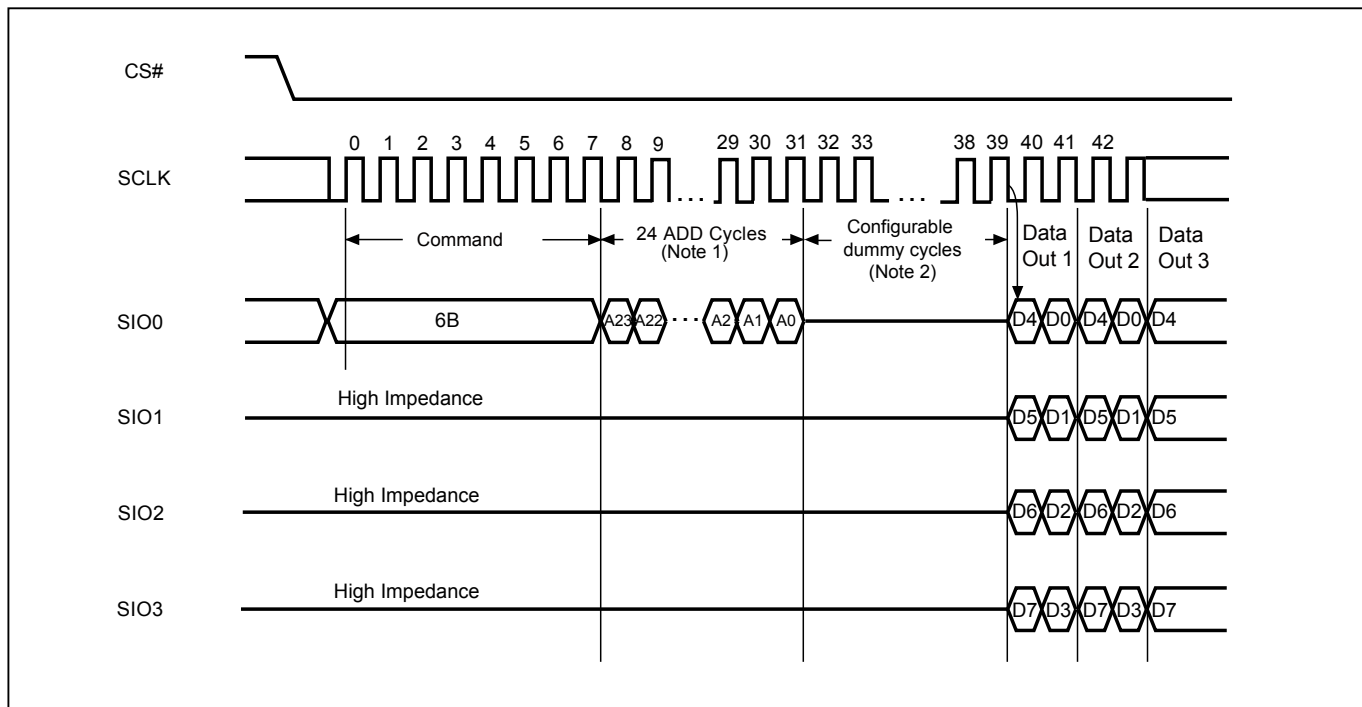 CS#
0 1 2 3 4 5 6 7 8 9 29 30 31 32 33 38 39 40 41 42
SCLK
Command
24 ADD Cycles
(Note 1)
Configurable
dummy cycles
(Note 2)
Data
Out 1
Data
Out 2
Data
Out 3
SIO0 6B A23 A22 A2 A1 A0 D4 D0 D4 D0 D4
High Impedance
SIO1 D5 D1 D5 D1 D5
High Impedance
SIO2 D6 D2 D6 D2 D6
High Impedance
SIO3 D7 D3 D7 D3 D7